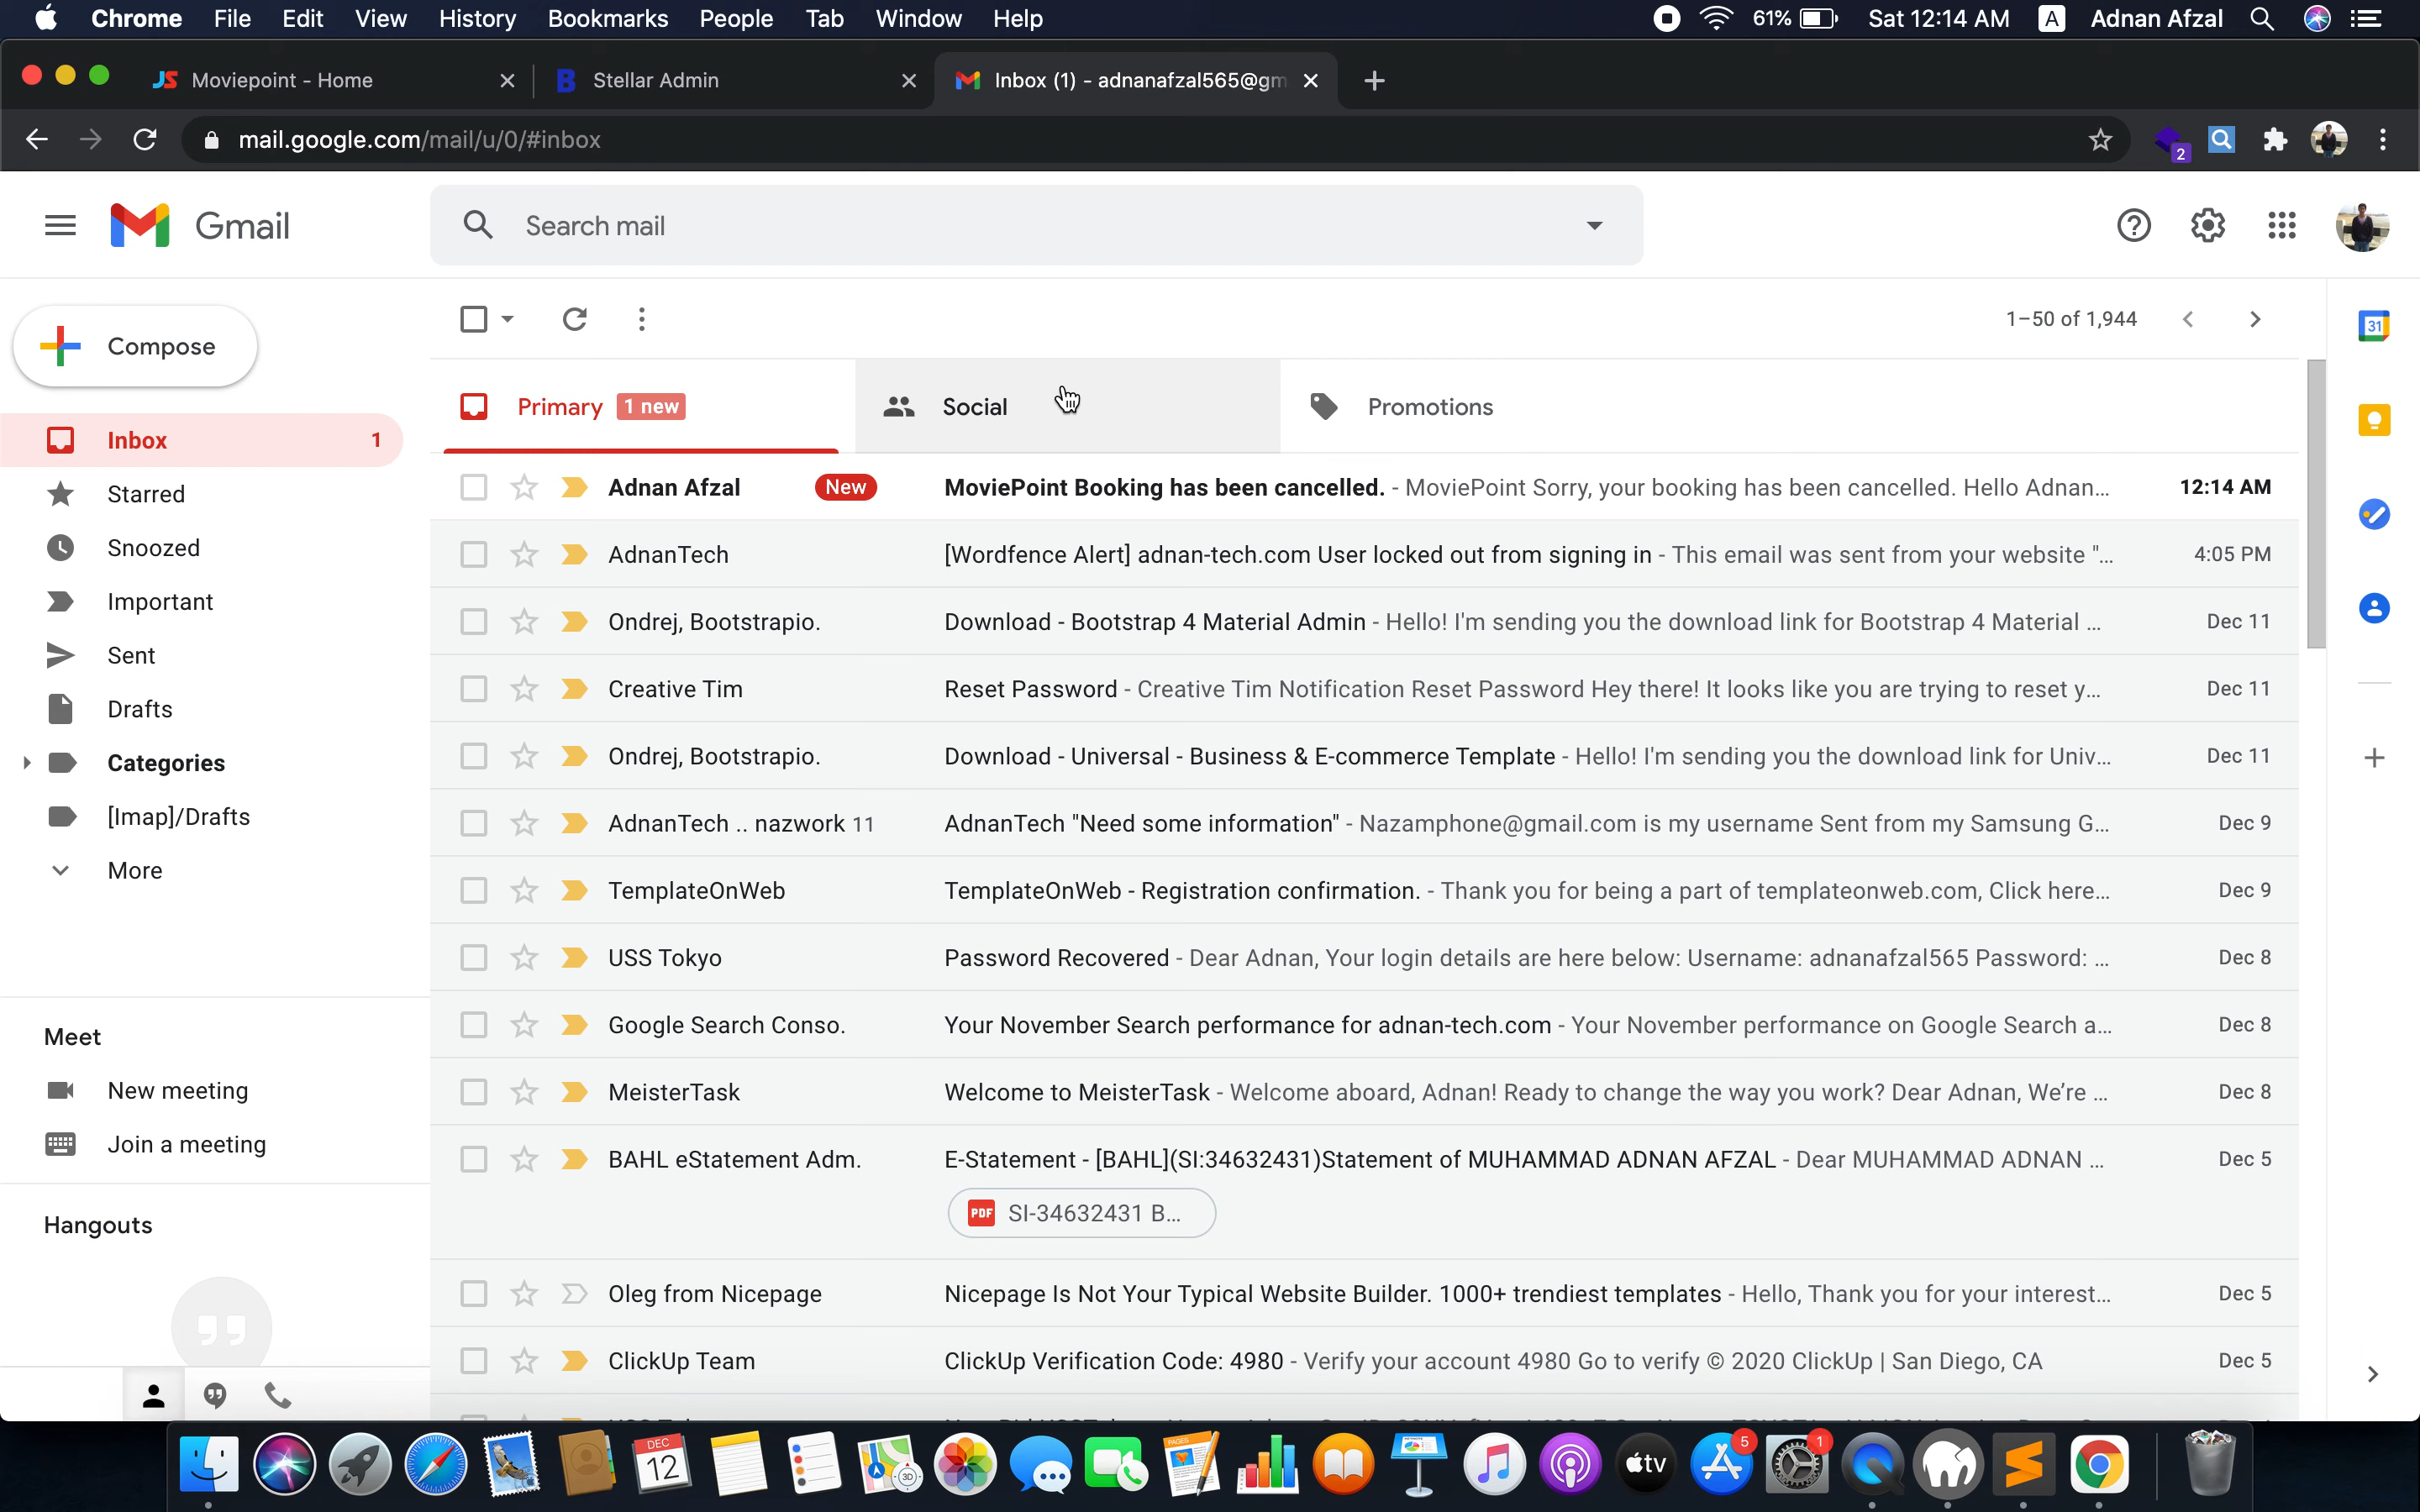 Chrome File Edit View History Bookmarks People Tab Window Help 61% Sat 12:14 AM A Adnan Afzal
Moviepoint - Home Stellar Admin Inbox (1) - adnanafzal565@gm
mail.google.com/mail/u/0/#inbox 2
Gmail Search mail
Compose 1–50 of 1,944
Primary 1 new Social Promotions
Inbox 1
Starred
Snoozed
Important
Sent
Drafts
Categories
[Imap]/Drafts
More
Meet
New meeting
Join a meeting
Hangouts
Adnan Afzal New MoviePoint Booking has been cancelled. - MoviePoint Sorry, your booking has been cancelled. Hello Adnan... 12:14 AM
AdnanTech [Wordfence Alert] adnan-tech.com User locked out from signing in - This email was sent from your website "... 4:05 PM
Ondrej, Bootstrapio. Download - Bootstrap 4 Material Admin - Hello! I'm sending you the download link for Bootstrap 4 Material ... Dec 11
Creative Tim Reset Password - Creative Tim Notification Reset Password Hey there! It looks like you are trying to reset y... Dec 11
Ondrej, Bootstrapio. Download - Universal - Business & E-commerce Template - Hello! I'm sending you the download link for Univ... Dec 11
AdnanTech .. nazwork 11 AdnanTech "Need some information" - Nazamphone@gmail.com is my username Sent from my Samsung G... Dec 9
TemplateOnWeb TemplateOnWeb - Registration confirmation. - Thank you for being a part of templateonweb.com, Click here... Dec 9
USS Tokyo Password Recovered - Dear Adnan, Your login details are here below: Username: adnanafzal565 Password: ... Dec 8
Google Search Conso. Your November Search performance for adnan-tech.com - Your November performance on Google Search a... Dec 8
MeisterTask Welcome to MeisterTask - Welcome aboard, Adnan! Ready to change the way you work? Dear Adnan, We're ... Dec 8
BAHL eStatement Adm. E-Statement - [BAHL](SI:34632431)Statement of MUHAMMAD ADNAN AFZAL - Dear MUHAMMAD ADNAN ... Dec 5
PDF SI-34632431 B...
Oleg from Nicepage Nicepage Is Not Your Typical Website Builder. 1000+ trendiest templates - Hello, Thank you for your interest... Dec 5
ClickUp Team ClickUp Verification Code: 4980 - Verify your account 4980 Go to verify © 2020 ClickUp | San Diego, CA Dec 5
31
DEC
12
3D
PAGES
tv
5
1